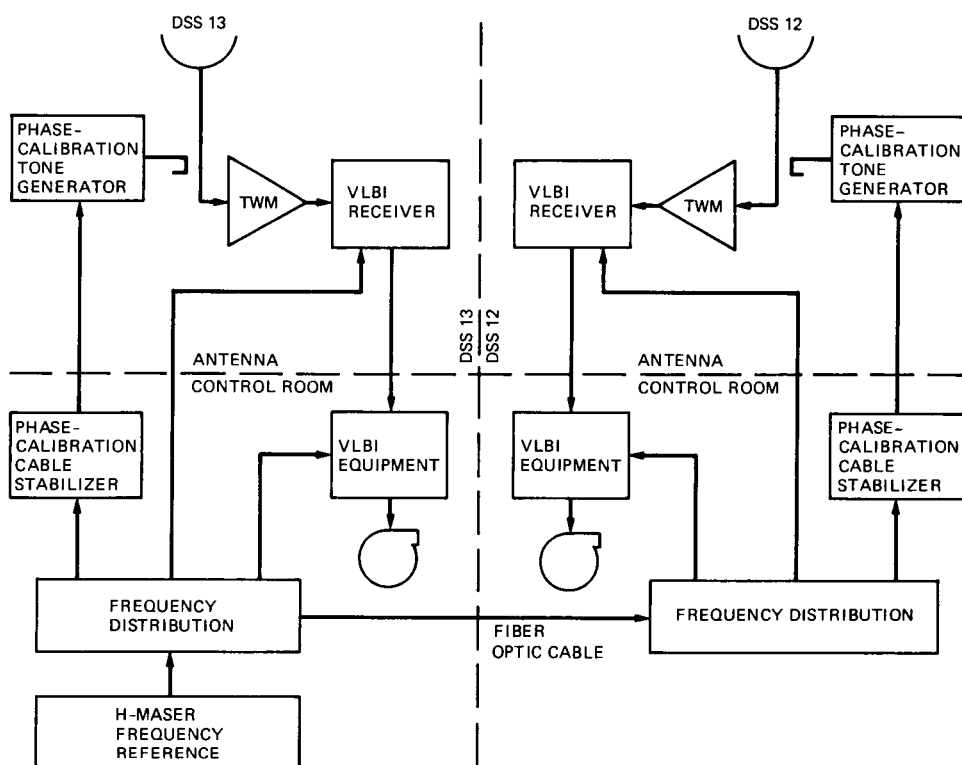 DSS 13
DSS 12
PHASE-
CALIBRATION
TONE
GENERATOR
TWM
VLBI
RECEIVER
VLBI
RECEIVER
TWM
PHASE-
CALIBRATION
TONE
GENERATOR
DSS 13
DSS 12
ANTENNA
CONTROL ROOM
ANTENNA
CONTROL ROOM
PHASE-
CALIBRATION
CABLE
STABILIZER
VLBI
EQUIPMENT
VLBI
EQUIPMENT
PHASE-
CALIBRATION
CABLE
STABILIZER
FREQUENCY
DISTRIBUTION
FIBER
OPTIC CABLE
FREQUENCY DISTRIBUTION
H-MASER
FREQUENCY
REFERENCE